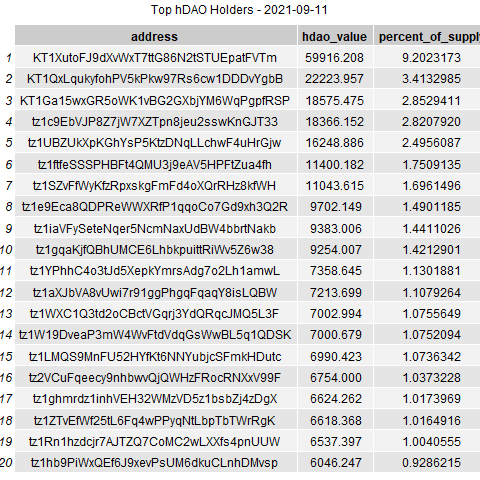 Top hDAO Holders - 2021-09-11
address hdao_value percent_of_supply
1 KT1XutoFJ9dXvWxT7ttG86N2tSTUEpatFVTm 59916.208 9.2023173
2 KT1QxLqukyfohPV5kPkw97Rs6cw1DDDvYgbB 22223.957 3.4132985
3 KT1Ga15wxGR5oWK1vBG2GXbjYM6WqPgpfRSP 18575.475 2.8529411
4 tz1c9EbVJP8Z7jW7XZTpn8jeu2sswKnGJT33 18366.152 2.8207920
5 tz1UBZUkXpKGhYsP5KtzDNqLLchwF4uHrGjw 16248.886 2.4956087
6 tz1ftfeSSSPHBFt4QMU3j9eAV5HPFtZua4fh 11400.182 1.7509135
7 tz1SZvFfWyKfzRpxskgFmFd4oXQrRHz8kfWH 11043.615 1.6961496
8 tz1e9Eca8QDPReWWXRfP1qqoCo7Gd9xh3Q2R 9702.149 1.4901185
9 tz1iaVFySeteNqer5NcmNaxUdBW4bbrtNakb 9383.006 1.4411026
10 tz1gqaKjfQBhUMCE6LhbkpuittRiWv5Z6w38 9254.007 1.4212901
11 tz1YPhhC4o3tJd5XepkYmrsAdg7o2Lh1amwL 7358.645 1.1301881
12 tz1aXJbVA8vUwi7r91ggPhgqFqaqY8isLQBW 7213.699 1.1079264
13 tz1WXC1Q3td2oCBctVGqrj3YdQRqcJMQ5L3F 7002.994 1.0755649
14 tz1W19DveaP3mW4WvFtdVdqGsWwBL5q1QDSK 7000.679 1.0752094
15 tz1LMQS9MnFU52HYfKt6NNYubjcSFmkHDutc 6990.423 1.0736342
16 tz2VCuFqeecy9nhbwvQjQWHzFRocRNXxV99F 6754.000 1.0373228
17 tz1ghmrdz1inhVEH32WMzVD5z1bsbZj4zDgX 6624.262 1.0173969
18 tz1ZTvEfWf25tL6Fq4wPPyqNtLbpTbTWrRgK 6618.368 1.0164916
19 tz1Rn1hzdcjr7AJTZQ7CoMC2wLXXfs4pnUUW 6537.397 1.0040555
20 tz1hb9PiWxQEf6J9xevPsUM6dkuCLnhDMvsp 6046.247 0.9286215